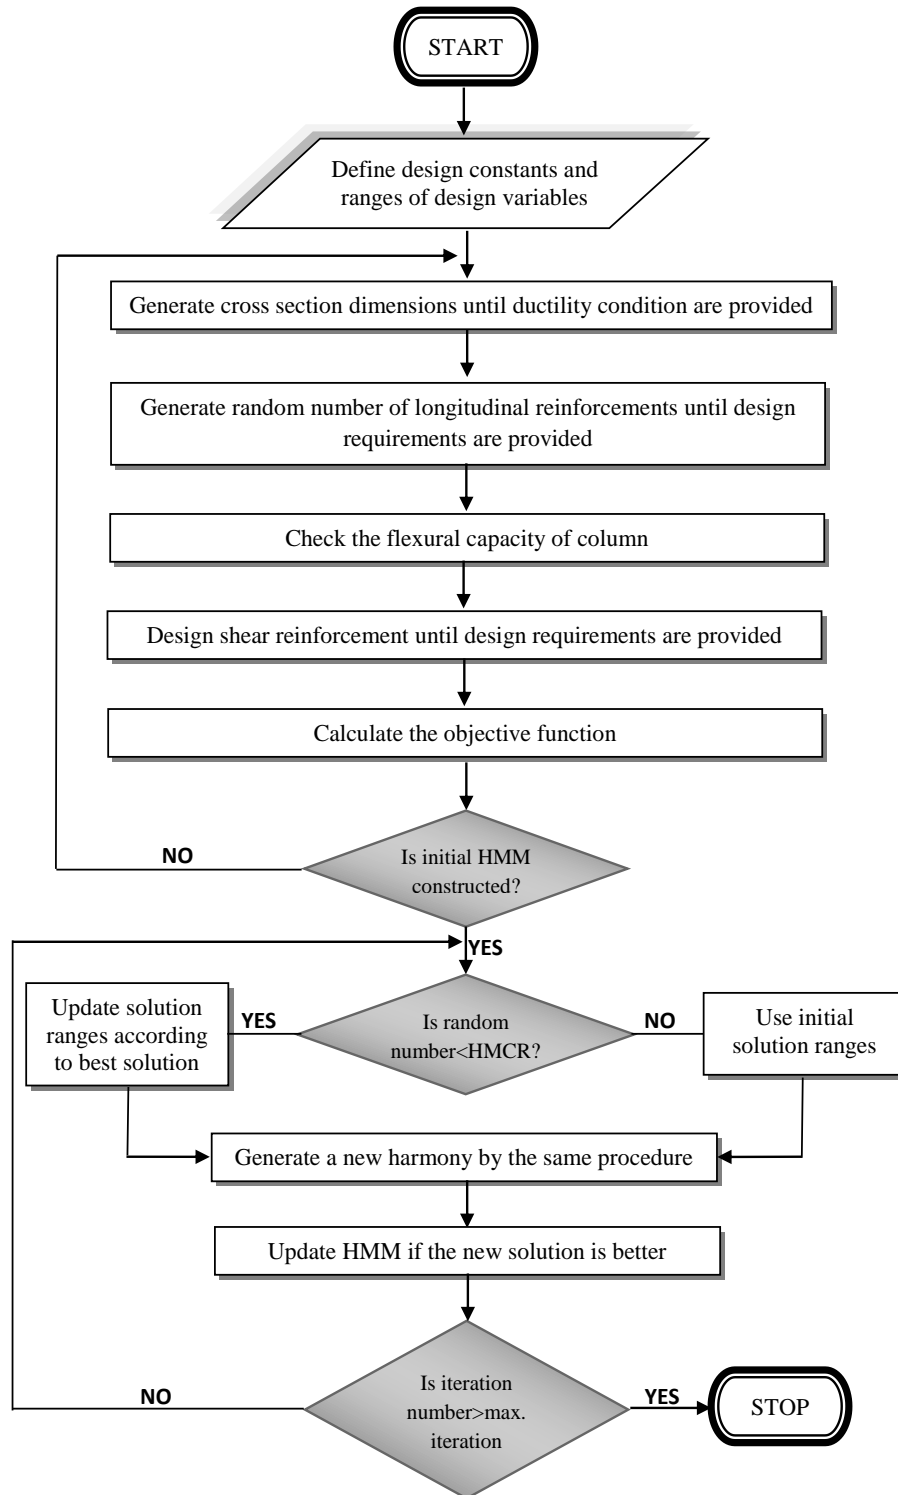 START
Define design constants and
ranges of design variables
Generate cross section dimensions until ductility condition are provided
Generate random number of longitudinal reinforcements until design
requirements are provided
Check the flexural capacity of column
Design shear reinforcement until design requirements are provided
Calculate the objective function
NO
Is initial HMM
constructed?
YES
Update solution
ranges according
to best solution
YES
Is random
number<HMCR?
NO
Use initial
solution ranges
Generate a new harmony by the same procedure
Update HMM if the new solution is better
NO
Is iteration
number>max.
iteration
YES
STOP